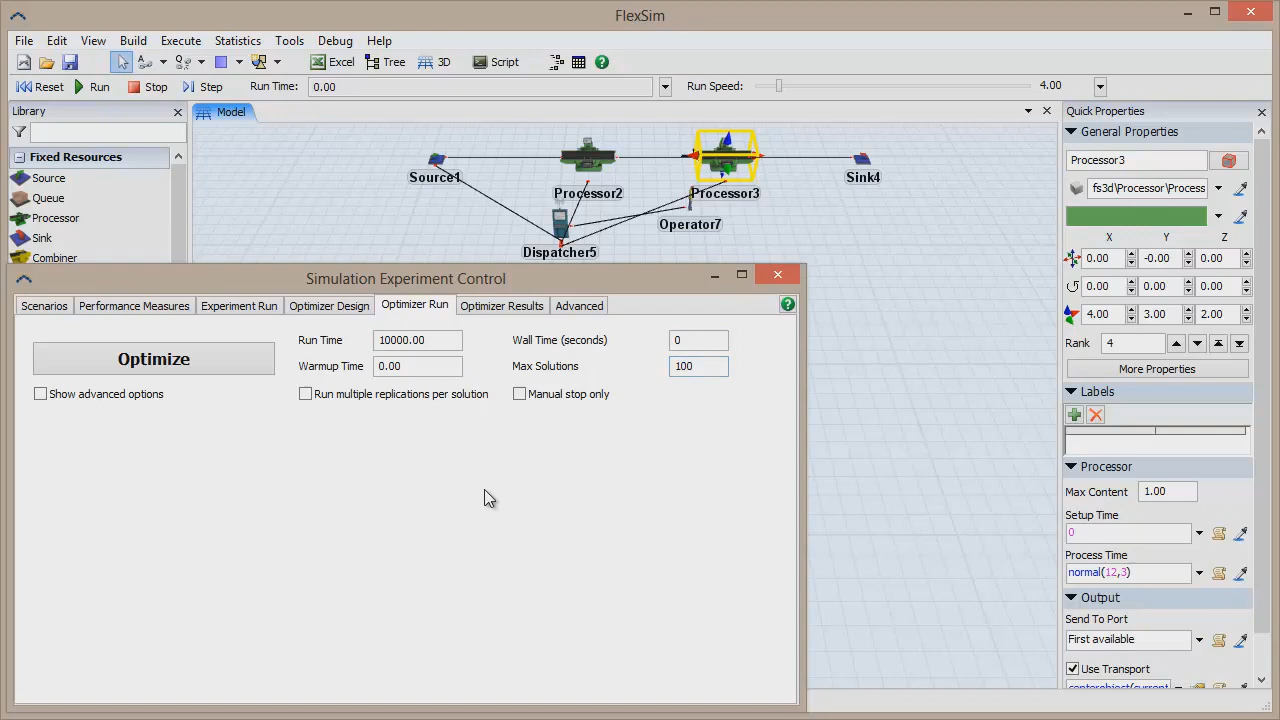 FlexSim
File Edit View Build Execute Statistics Tools Debug Help
Excel Tree 3D Script
Reset Run Stop Step Run Time: 0.00 Run Speed: 4.00
Library
Model
Quick Properties
Fixed Resources
Source
Queue
Processor
Sink
Combiner
Source1
Processor2
Processor3
Sink4
Operator7
Dispatcher5
Simulation Experiment Control
Scenarios Performance Measures Experiment Run Optimizer Design Optimizer Run Optimizer Results Advanced
Optimize
Run Time 10000.00 Wall Time (seconds) 0
Warmup Time 0.00 Max Solutions 100
Show advanced options Run multiple replications per solution Manual stop only
General Properties
Processor3
fs3d\Processor\Process
X Y Z
0.00 -0.00 0.00
0.00 0.00 0.00
4.00 3.00 2.00
Rank 4
More Properties
Labels
Processor
Max Content 1.00
Setup Time
0
Process Time
normal(12,3)
Output
Send To Port
First available
Use Transport
centerobject(current